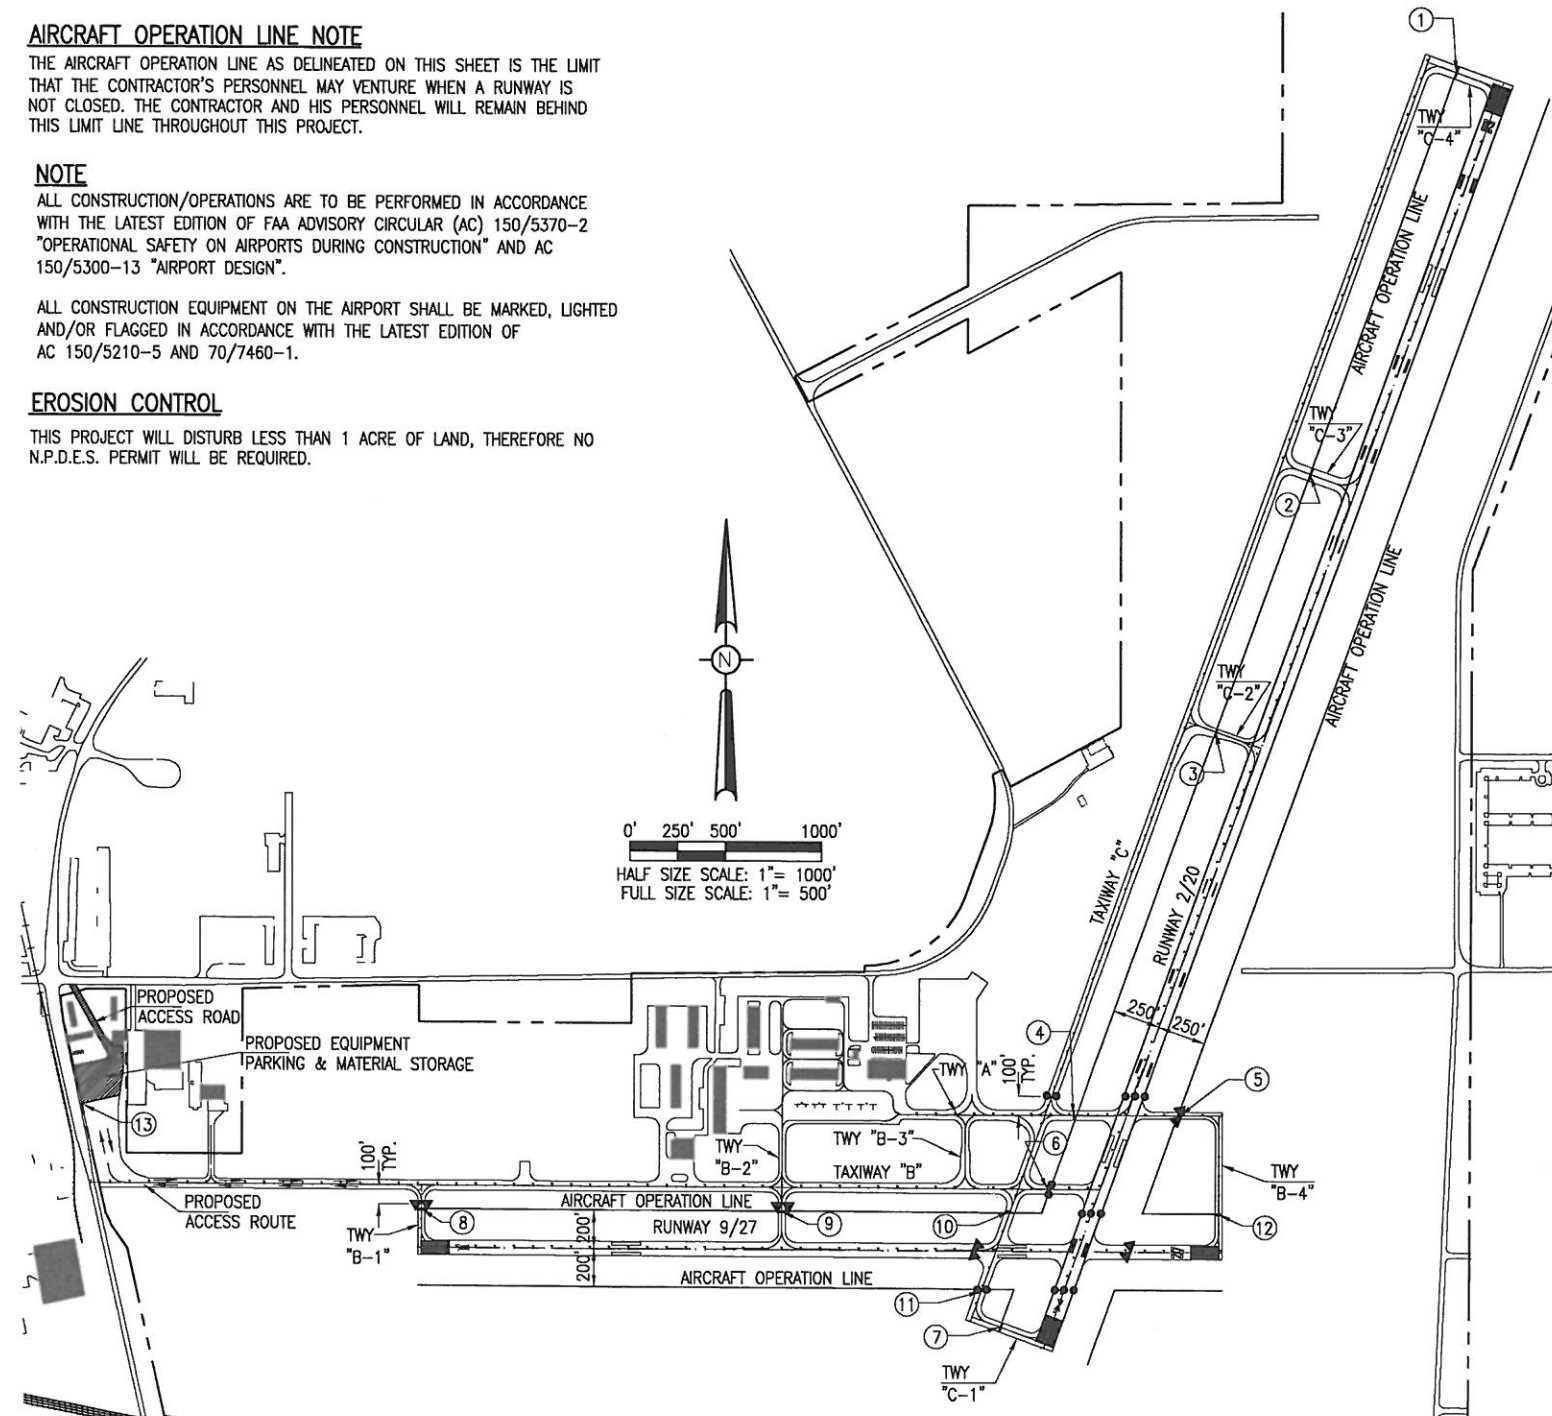 AIRCRAFT OPERATION LINE NOTE
THE AIRCRAFT OPERATION LINE AS DELINEATED ON THIS SHEET IS THE LIMIT
THAT THE CONTRACTOR'S PERSONNEL MAY VENTURE WHEN A RUNWAY IS
NOT CLOSED. THE CONTRACTOR AND HIS PERSONNEL WILL REMAIN BEHIND
THIS LIMIT LINE THROUGHOUT THIS PROJECT.
NOTE
ALL CONSTRUCTION/OPERATIONS ARE TO BE PERFORMED IN ACCORDANCE
WITH THE LATEST EDITION OF FAA ADVISORY CIRCULAR (AC) 150/5370-2
"OPERATIONAL SAFETY ON AIRPORTS DURING CONSTRUCTION" AND AC
150/5300-13 "AIRPORT DESIGN".
ALL CONSTRUCTION EQUIPMENT ON THE AIRPORT SHALL BE MARKED, LIGHTED
AND/OR FLAGGED IN ACCORDANCE WITH THE LATEST EDITION OF
AC 150/5210-5 AND 70/7460-1.
EROSION CONTROL
THIS PROJECT WILL DISTURB LESS THAN 1 ACRE OF LAND, THEREFORE NO
N.P.D.E.S. PERMIT WILL BE REQUIRED.
1
TWY
"C-4"
AIRCRAFT OPERATION LINE
TWY
"C-3"
2
AIRCRAFT OPERATION LINE
TWY
"C-2"
3
N
0' 250' 500' 1000'
HALF SIZE SCALE: 1"= 1000'
FULL SIZE SCALE: 1"= 500'
TAXIWAY "C"
RUNWAY 2/20
250'
250'
PROPOSED
ACCESS ROAD
PROPOSED EQUIPMENT
PARKING & MATERIAL STORAGE
4
TWY "A"
100'
TYP.
5
13
6
TWY
"B-2"
TWY "B-3"
TAXIWAY "B"
100'
TYP.
TWY
"B-4"
PROPOSED
ACCESS ROUTE
AIRCRAFT OPERATION LINE
TWY
"B-1"
8
200'
RUNWAY 9/27
9
10
12
27
200'
AIRCRAFT OPERATION LINE
11
7
TWY
"C-1"